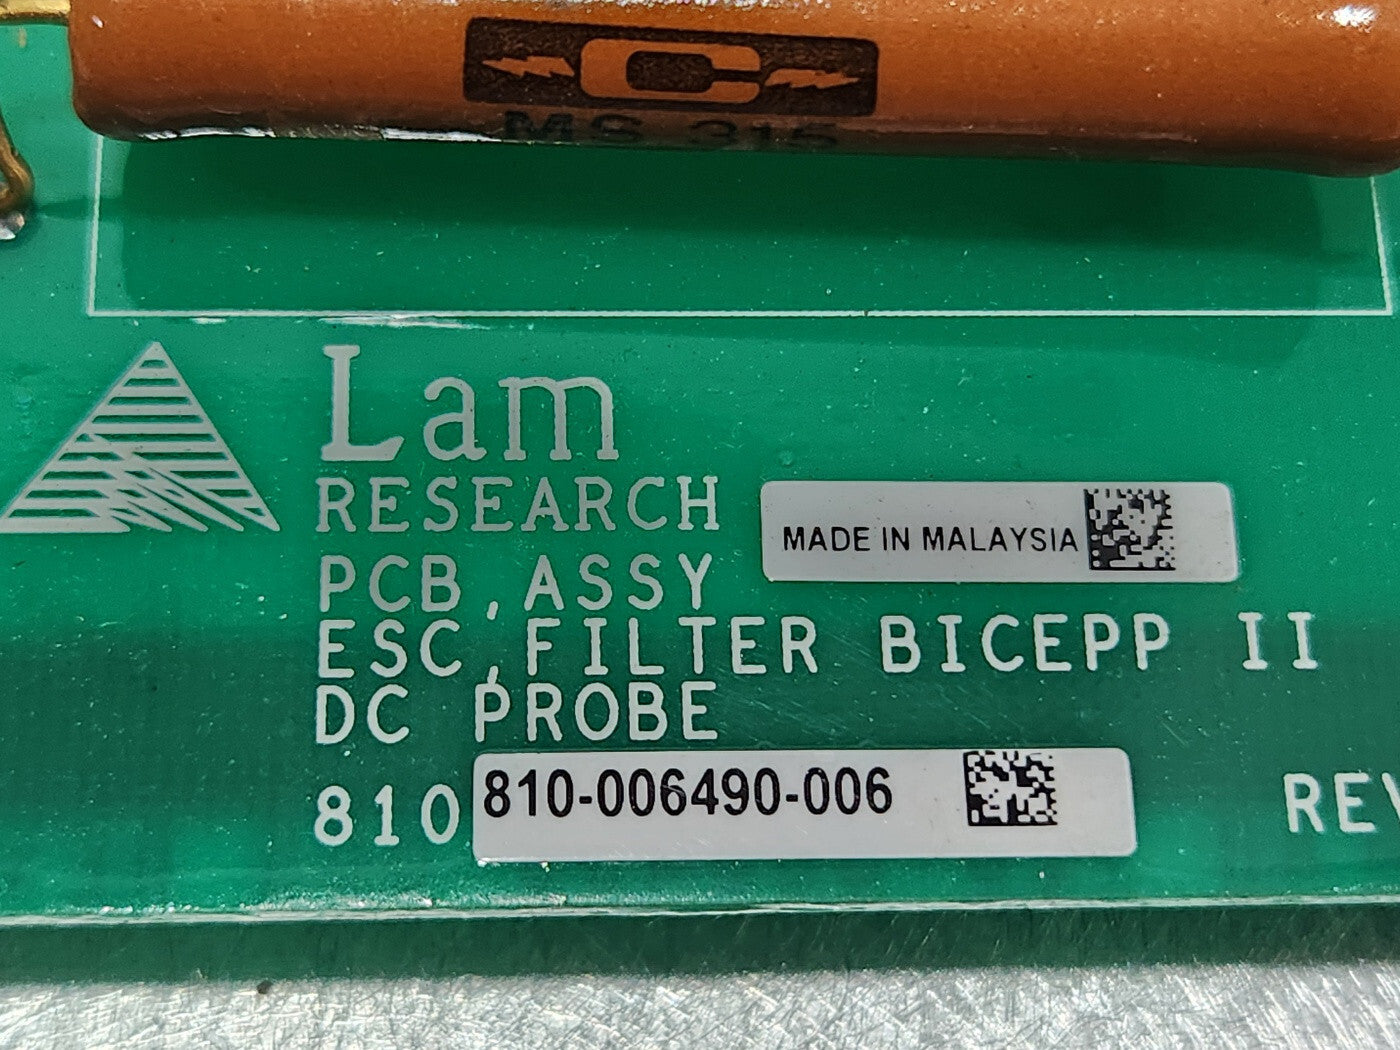 MS 315
Lam
RESEARCH
MADE IN MALAYSIA
PCB, ASSY
ESC, FILTER BICEPP II
DC PROBE
810
810-006490-006